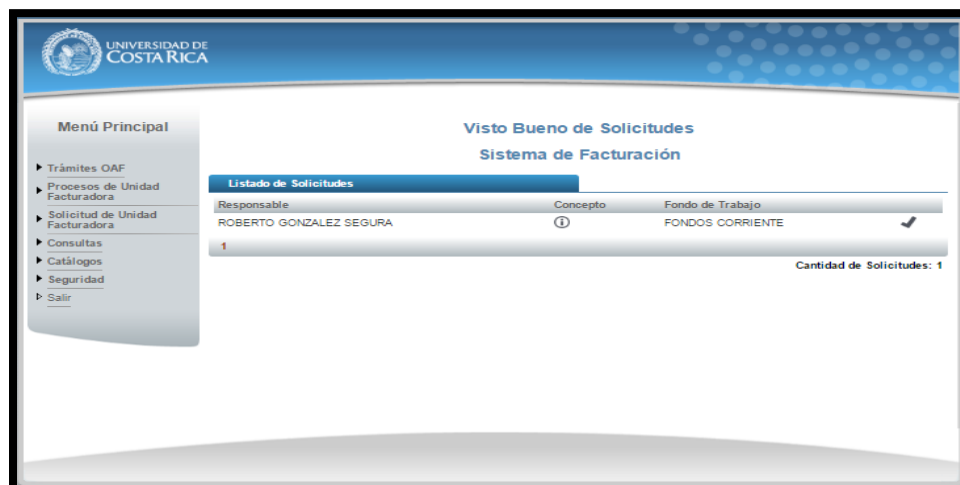 UNIVERSIDAD DE
COSTA RICA
Menú Principal
Trámites OAF
Procesos de Unidad
Facturadora
Solicitud de Unidad
Facturadora
Consultas
Catálogos
Seguridad
Salir
Visto Bueno de Solicitudes
Sistema de Facturación
Listado de Solicitudes
Responsable Concepto Fondo de Trabajo
ROBERTO GONZALEZ SEGURA FONDOS CORRIENTE
1
Cantidad de Solicitudes: 1